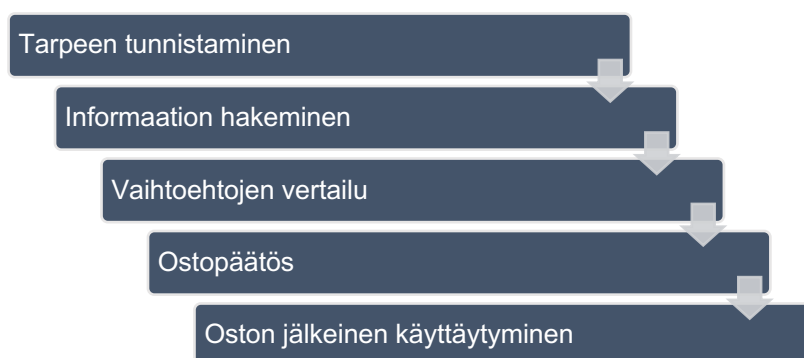 Tarpeen tunnistaminen
Informaation hakeminen
Vaihtoehtojen vertailu
Ostopäätös
Oston jälkeinen käyttäytyminen